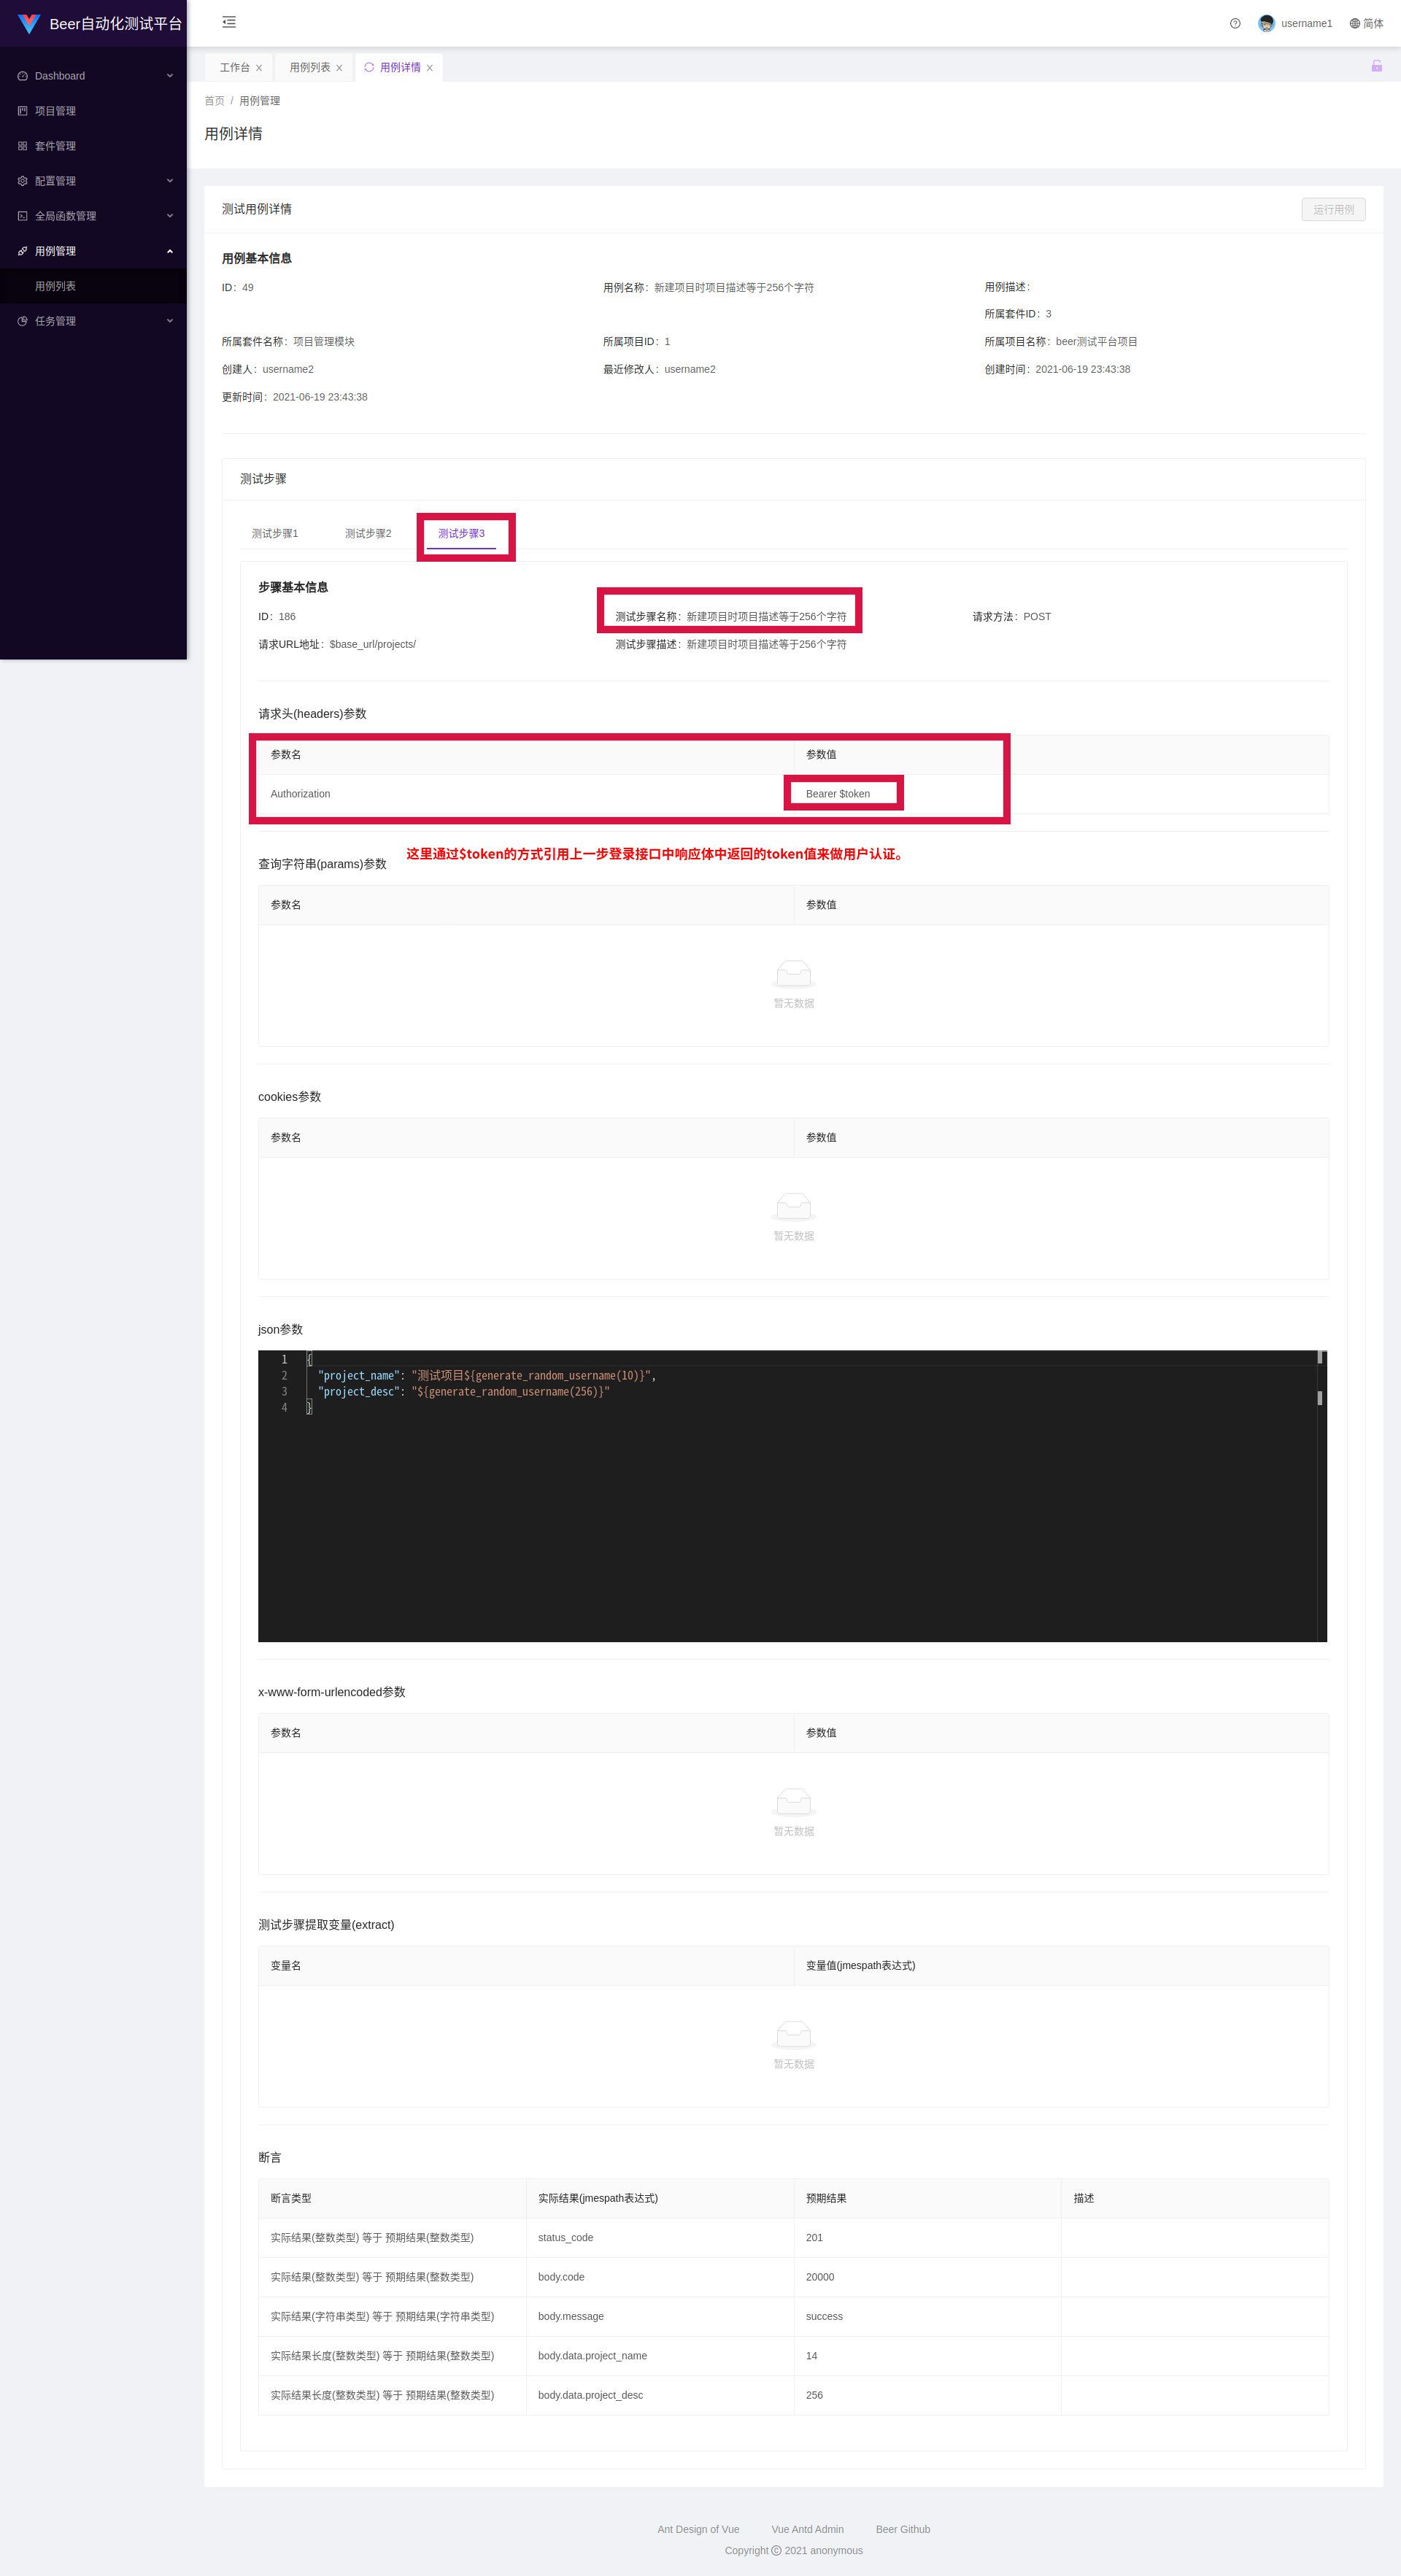 Beer自动化测试平台
username1
简体
Dashboard
项目管理
套件管理
配置管理
全局函数管理
用例管理
用例列表
任务管理
工作台
用例列表
用例详情
首页 / 用例管理
用例详情
测试用例详情
运行用例
用例基本信息
ID：49
用例名称：新建项目时项目描述等于256个字符
用例描述：
所属套件ID：3
所属套件名称：项目管理模块
所属项目ID：1
所属项目名称：beer测试平台项目
创建人：username2
最近修改人：username2
创建时间：2021-06-19 23:43:38
更新时间：2021-06-19 23:43:38
测试步骤
测试步骤1
测试步骤2
测试步骤3
步骤基本信息
ID：186
测试步骤名称：新建项目时项目描述等于256个字符
请求方法：POST
请求URL地址：$base_url/projects/
测试步骤描述：新建项目时项目描述等于256个字符
请求头(headers)参数
参数名
参数值
Authorization
Bearer $token
这里通过$token的方式引用上一步登录接口中响应体中返回的token值来做用户认证。
查询字符串(params)参数
参数名
参数值
暂无数据
cookies参数
参数名
参数值
暂无数据
json参数
1 {
2 "project_name": "测试项目${generate_random_username(10)}",
3 "project_desc": "${generate_random_username(256)}"
4 }
x-www-form-urlencoded参数
参数名
参数值
暂无数据
测试步骤提取变量(extract)
变量名
变量值(jmespath表达式)
暂无数据
断言
断言类型
实际结果(jmespath表达式)
预期结果
描述
实际结果(整数类型) 等于 预期结果(整数类型)
status_code
201
实际结果(整数类型) 等于 预期结果(整数类型)
body.code
20000
实际结果(字符串类型) 等于 预期结果(字符串类型)
body.message
success
实际结果长度(整数类型) 等于 预期结果(整数类型)
body.data.project_name
14
实际结果长度(整数类型) 等于 预期结果(整数类型)
body.data.project_desc
256
Ant Design of Vue
Vue Antd Admin
Beer Github
Copyright © 2021 anonymous